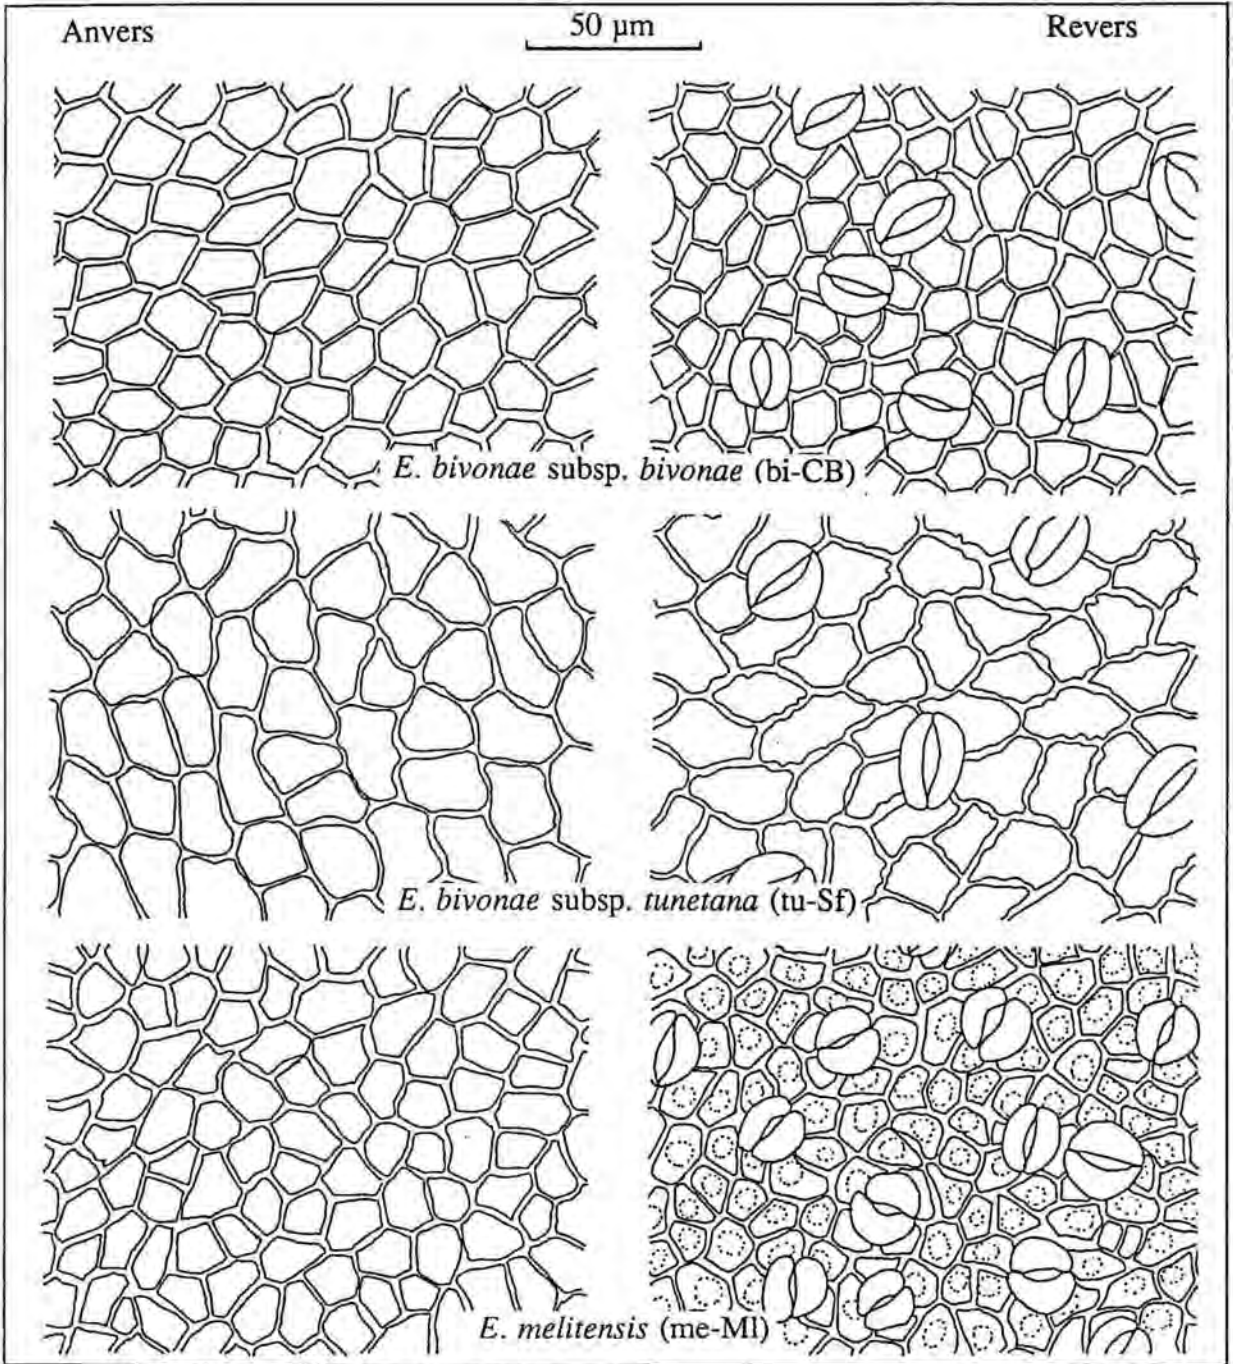 Anvers
50 µm
Revers
E. bivonae subsp. bivonae (bi-CB)
E. bivonae subsp. tunetana (tu-Sf)
E. melitensis (me-Ml)